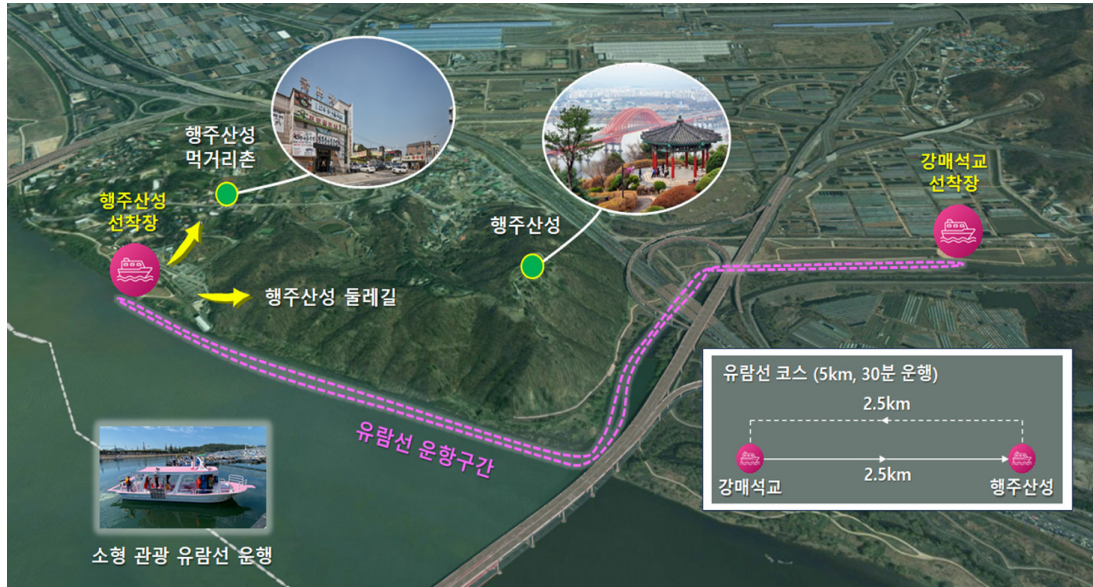 행주산성
먹거리촌
행주산성
선착장
행주산성 둘레길
행주산성
강매석교
선착장
유람선 운항구간
소형 관광 유람선 운행
유람선 코스 (5km, 30분 운행)
2.5km
2.5km
강매석교
행주산성